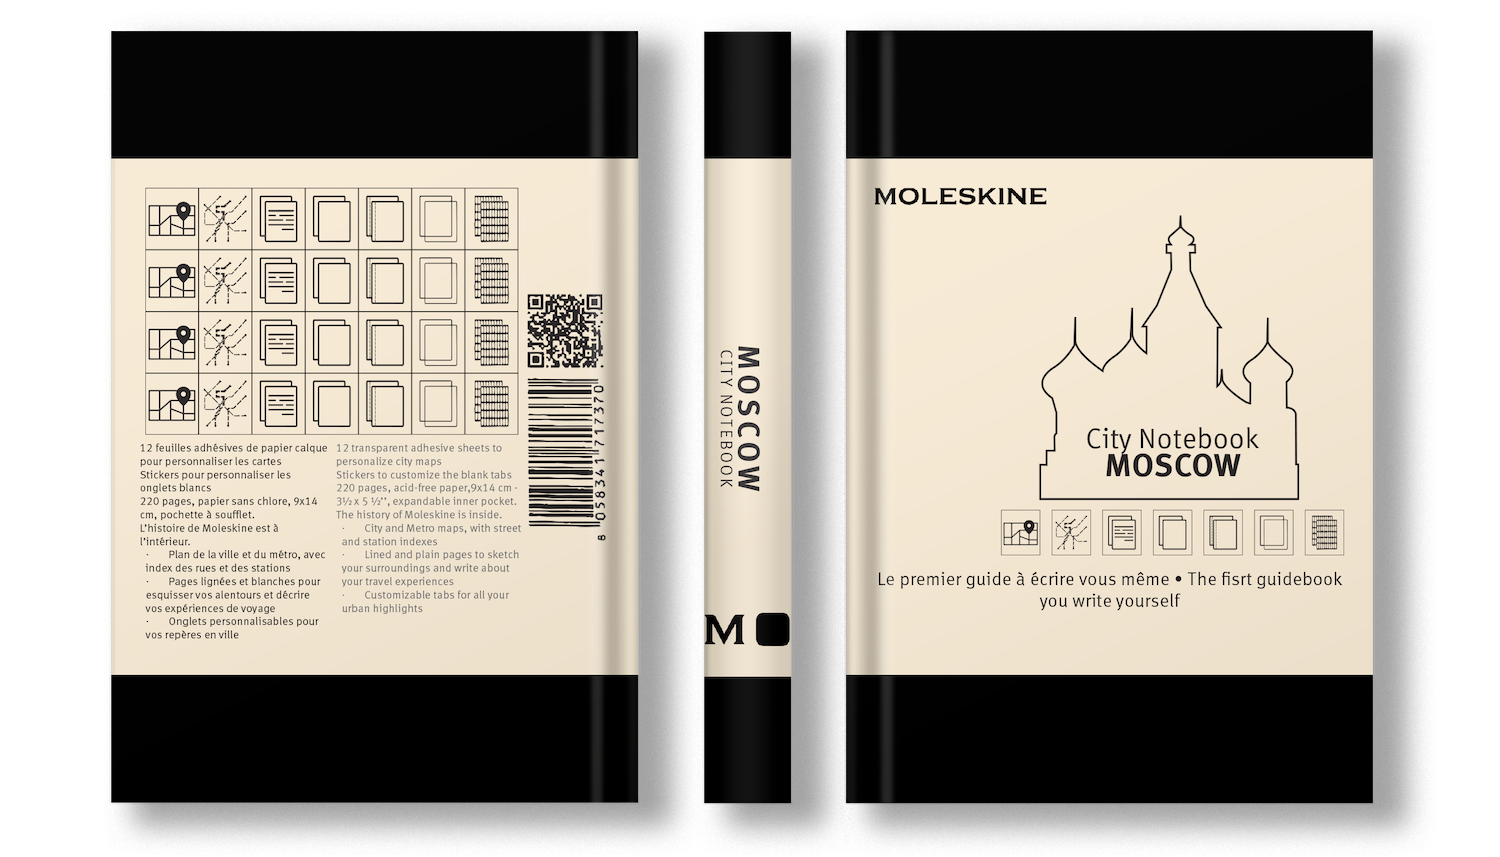 12 feuilles adhésives de papier calque
pour personnaliser les cartes
Stickers pour personnaliser les
onglets blancs
220 pages, papier sans chlore, 9x14
cm, pochette à soufflet.
L'histoire de Moleskine est à
l'intérieur.
· Plan de la ville et du métro, avec
index des rues et des stations
· Pages lignées et blanches pour
esquisser vos alentours et décrire
vos expériences de voyage
· Onglets personnalisables pour
vos repères en ville
12 transparent adhesive sheets to
personalize city maps
Stickers to customize the blank tabs
220 pages, acid-free paper,9x14 cm -
3½ x 5 ½'', expandable inner pocket.
The history of Moleskine is inside.
· City and Metro maps, with street
and station indexes
· Lined and plain pages to sketch
your surroundings and write about
your travel experiences
· Customizable tabs for all your
urban highlights
8 058341 717370
MOSCOW
CITY NOTEBOOK
M
MOLESKINE
City Notebook
MOSCOW
Le premier guide à écrire vous même • The fisrt guidebook
you write yourself